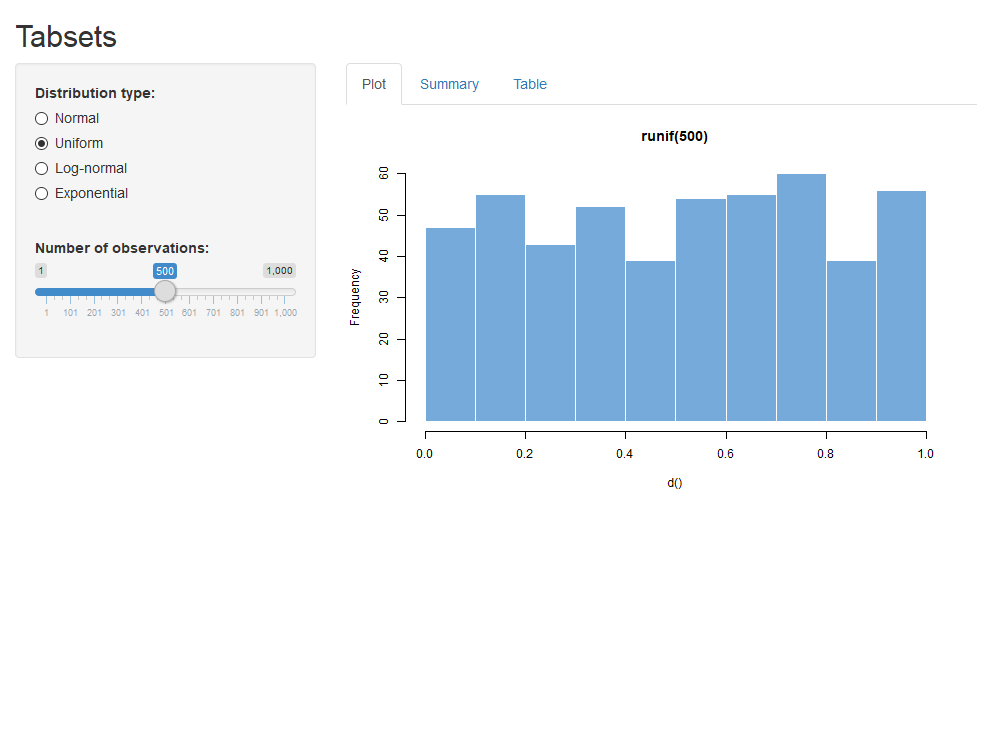 Tabsets
Distribution type:
Normal
Uniform
Log-normal
Exponential
Number of observations:
1 500 1,000
1 101 201 301 401 501 601 701 801 901 1,000
Plot Summary Table
runif(500)
Frequency
60
50
40
30
20
10
0
0.0 0.2 0.4 0.6 0.8 1.0
d()